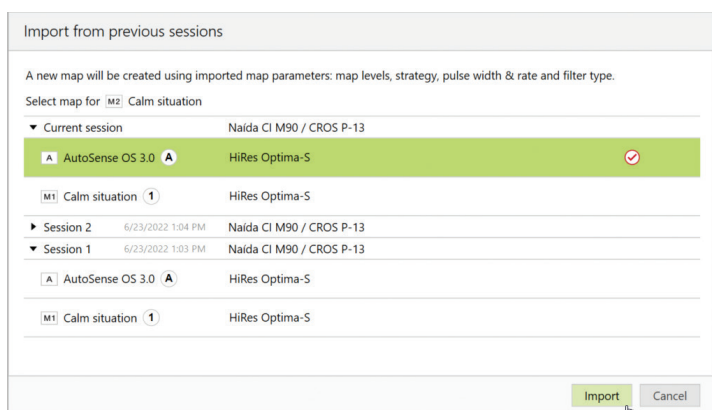 Import from previous sessions
A new map will be created using imported map parameters: map levels, strategy, pulse width & rate and filter type.
Select map for M2 Calm situation
Current session Naída CI M90 / CROS P-13
A AutoSense OS 3.0 A HiRes Optima-S
M1 Calm situation 1 HiRes Optima-S
Session 2 6/23/2022 1:04 PM Naída CI M90 / CROS P-13
Session 1 6/23/2022 1:03 PM Naída CI M90 / CROS P-13
A AutoSense OS 3.0 A HiRes Optima-S
M1 Calm situation 1 HiRes Optima-S
Import Cancel